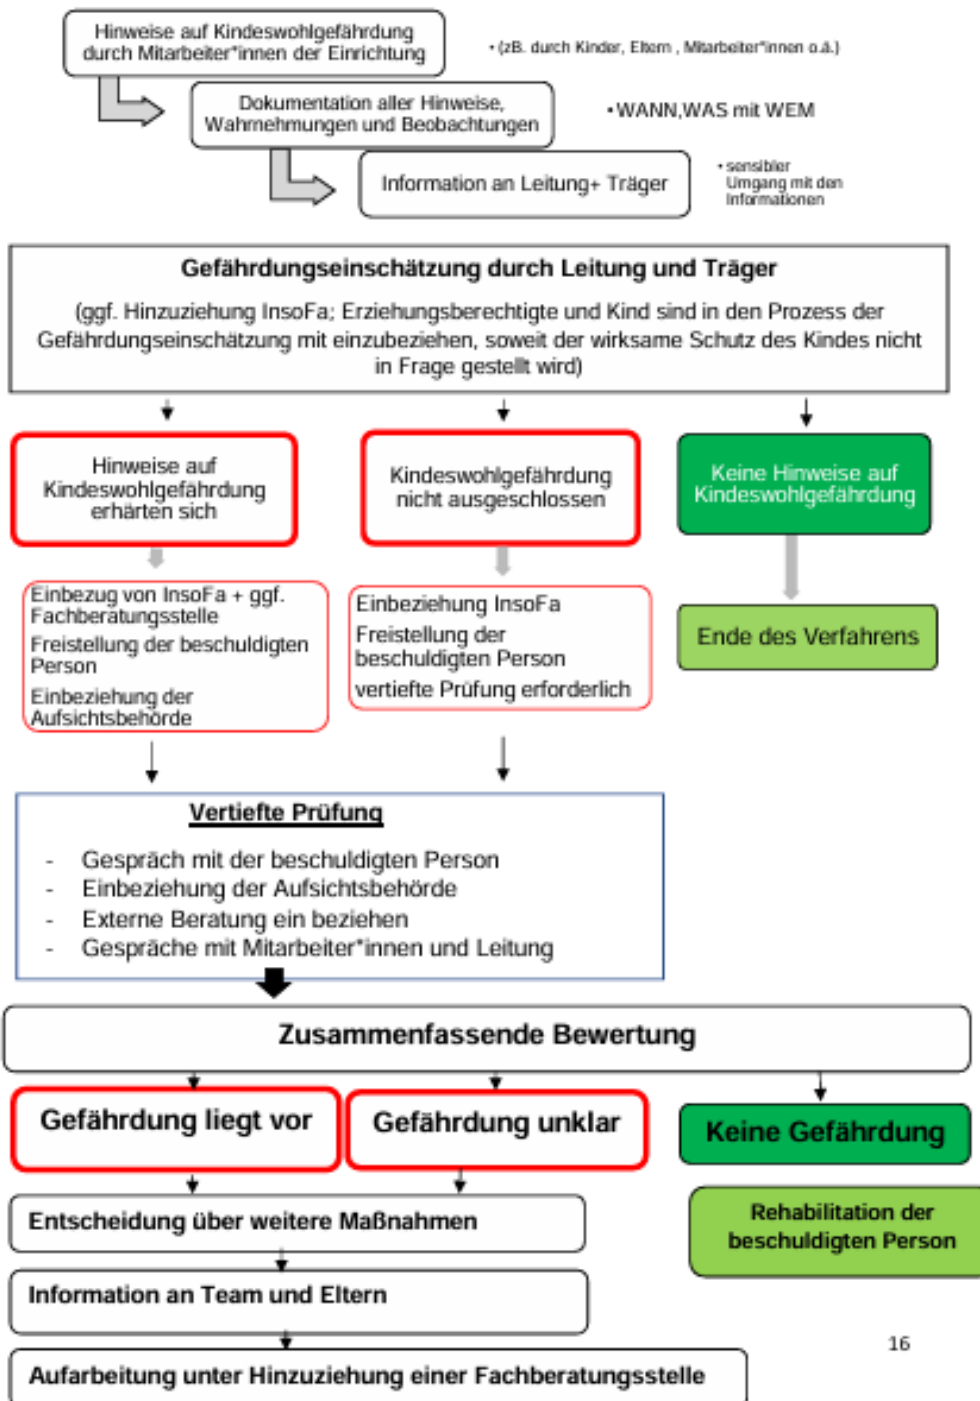 Hinweise auf Kindeswohlgefährdung
durch Mitarbeiter*innen der Einrichtung
• (zB. durch Kinder, Eltern , Mitarbeiter*innen o.ä.)
Dokumentation aller Hinweise,
Wahrnehmungen und Beobachtungen
• WANN,WAS mit WEM
Information an Leitung+ Träger
• sensibler
Umgang mit den
Informationen
Gefährdungseinschätzung durch Leitung und Träger
(ggf. Hinzuziehung InsoFa; Erziehungsberechtigte und Kind sind in den Prozess der
Gefährdungseinschätzung mit einzubeziehen, soweit der wirksame Schutz des Kindes nicht
in Frage gestellt wird)
Hinweise auf
Kindeswohlgefährdung
erhärten sich
Kindeswohlgefährdung
nicht ausgeschlossen
Keine Hinweise auf
Kindeswohlgefährdung
Einbezug von InsoFa + ggf.
Fachberatungsstelle
Freistellung der beschuldigten
Person
Einbeziehung der
Aufsichtsbehörde
Einbeziehung InsoFa
Freistellung der
beschuldigten Person
vertiefte Prüfung erforderlich
Ende des Verfahrens
Vertiefte Prüfung
- Gespräch mit der beschuldigten Person
- Einbeziehung der Aufsichtsbehörde
- Externe Beratung ein beziehen
- Gespräche mit Mitarbeiter*innen und Leitung
Zusammenfassende Bewertung
Gefährdung liegt vor
Gefährdung unklar
Keine Gefährdung
Entscheidung über weitere Maßnahmen
Rehabilitation der
beschuldigten Person
Information an Team und Eltern
16
Aufarbeitung unter Hinzuziehung einer Fachberatungsstelle